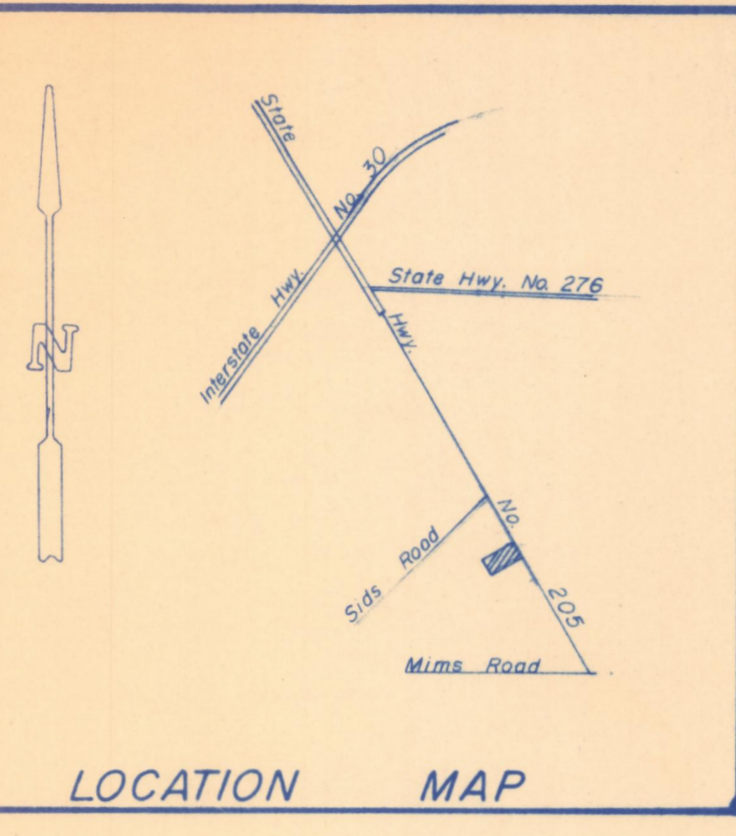 State Hwy. No. 205
Interstate Hwy. No. 30
State Hwy. No. 276
N
Sids Road
Mims Road
LOCATION MAP